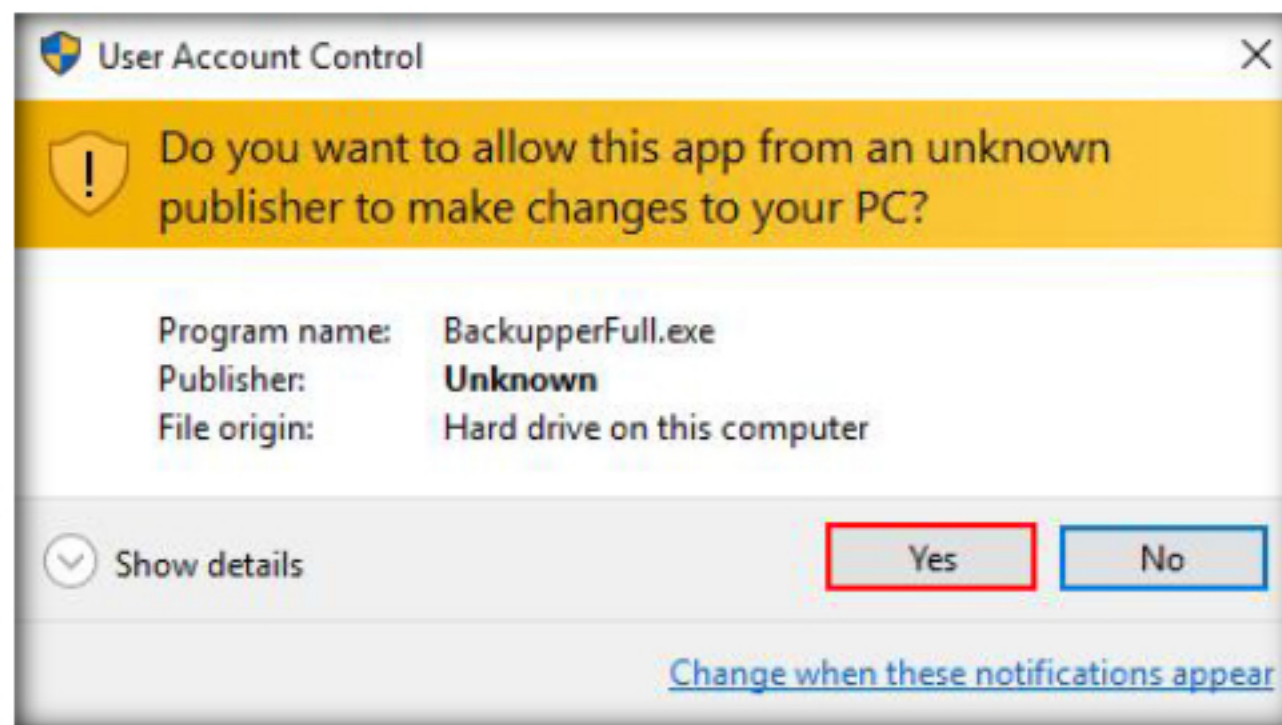 User Account Control
Do you want to allow this app from an unknown
publisher to make changes to your PC?
Program name: BackupperFull.exe
Publisher: Unknown
File origin: Hard drive on this computer
Show details
Yes No
Change when these notifications appear